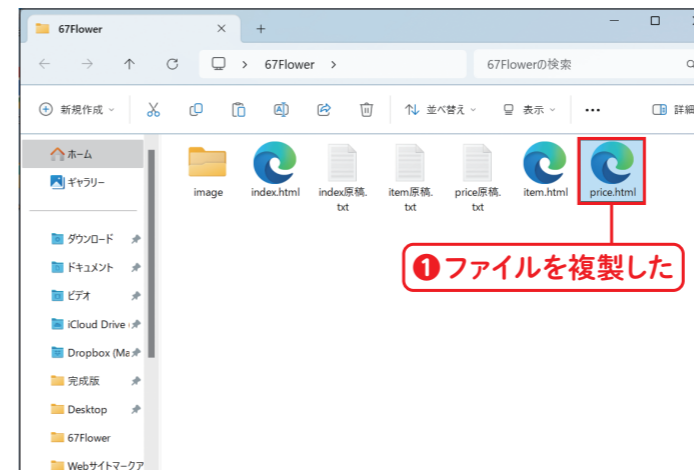 67Flower
67Flower
67Flowerの検索
新規作成
並べ替え
表示
詳細
ホーム
ギャラリー
image
index.html
index原稿.
txt
item原稿.
txt
price原稿.
txt
item.html
price.html
ダウンロード
ドキュメント
ビデオ
iCloud Drive (
Dropbox (Ma
完成版
Desktop
67Flower
Webサイトマークア
❶ファイルを複製した